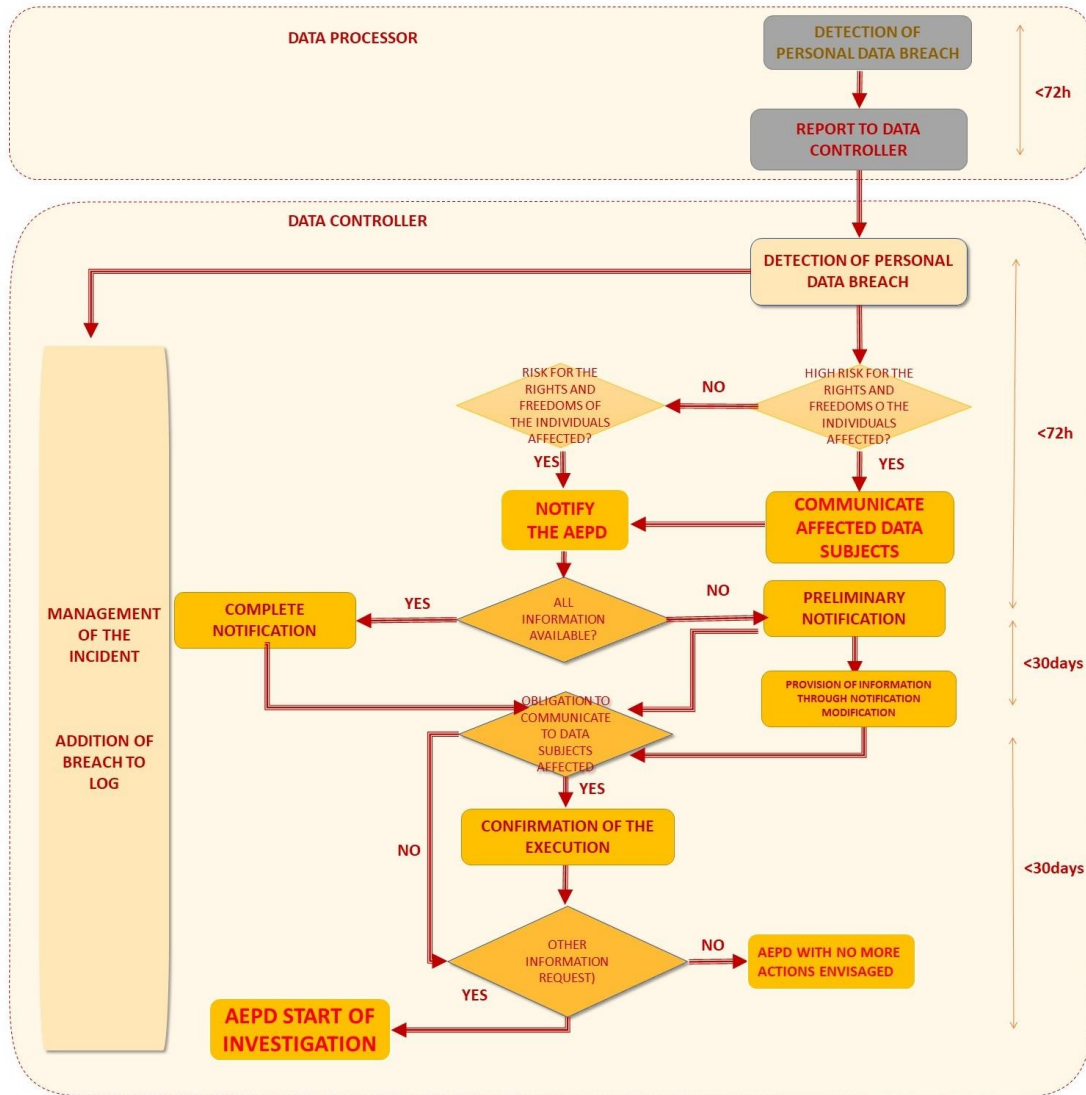 DATA PROCESSOR
DETECTION OF
PERSONAL DATA BREACH
<72h
REPORT TO DATA
CONTROLLER
DATA CONTROLLER
DETECTION OF PERSONAL
DATA BREACH
RISK FOR THE
RIGHTS AND
FREEDOMS OF
THE INDIVIDUALS
AFFECTED?
NO
HIGH RISK FOR THE
RIGHTS AND
FREEDOMS O THE
INDIVIDUALS
AFFECTED?
<72h
YES
YES
NOTIFY
THE AEPD
COMMUNICATE
AFFECTED DATA
SUBJECTS
MANAGEMENT
OF THE
INCIDENT
ADDITION OF
BREACH TO
LOG
COMPLETE
NOTIFICATION
YES
ALL
INFORMATION
AVAILABLE?
NO
PRELIMINARY
NOTIFICATION
<30days
PROVISION OF INFORMATION
THROUGH NOTIFICATION
MODIFICATION
OBLIGATION TO
COMMUNICATE
TO DATA
SUBJECTS
AFFECTED
YES
NO
CONFIRMATION OF THE
EXECUTION
<30days
OTHER
INFORMATION
REQUEST)
NO
AEPD WITH NO MORE
ACTIONS ENVISAGED
YES
AEPD START OF
INVESTIGATION